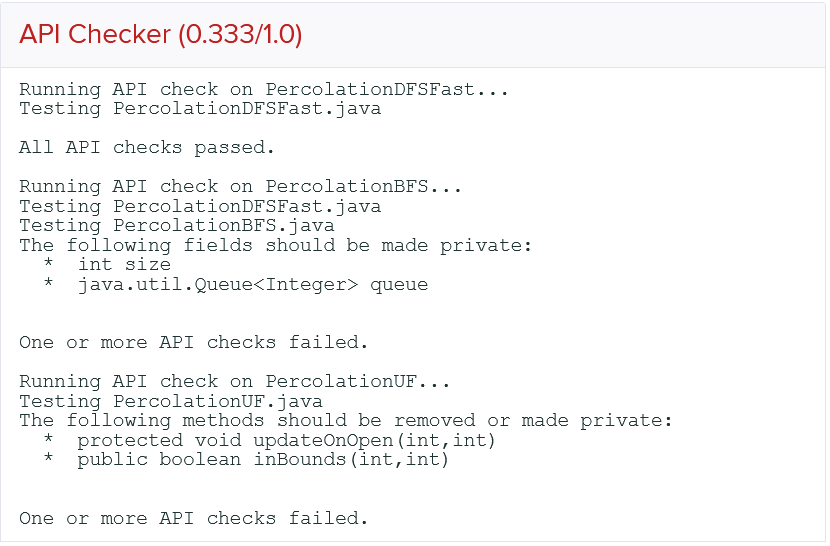 API Checker (0.333/1.0)
Running API check on PercolationDFSFast...
Testing PercolationDFSFast.java
All API checks passed.
Running API check on PercolationBFS...
Testing PercolationDFSFast.java
Testing PercolationBFS.java
The following fields should be made private:
* int size
* java.util.Queue<Integer> queue
One or more API checks failed.
Running API check on PercolationUF...
Testing PercolationUF.java
The following methods should be removed or made private:
* protected void updateOnOpen(int,int)
* public boolean inBounds(int,int)
One or more API checks failed.